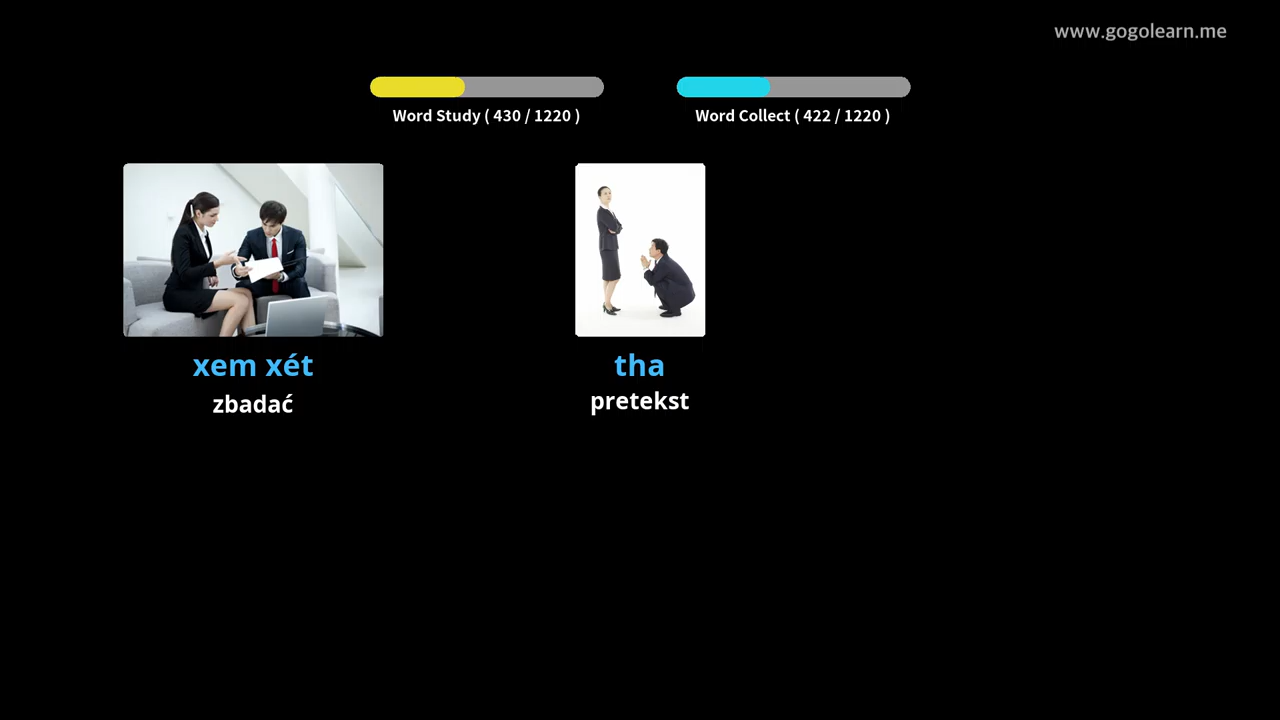 www.gogolearn.me
Word Study ( 430 / 1220 )
Word Collect ( 422 / 1220 )
xem xét
zbadać
tha
pretekst